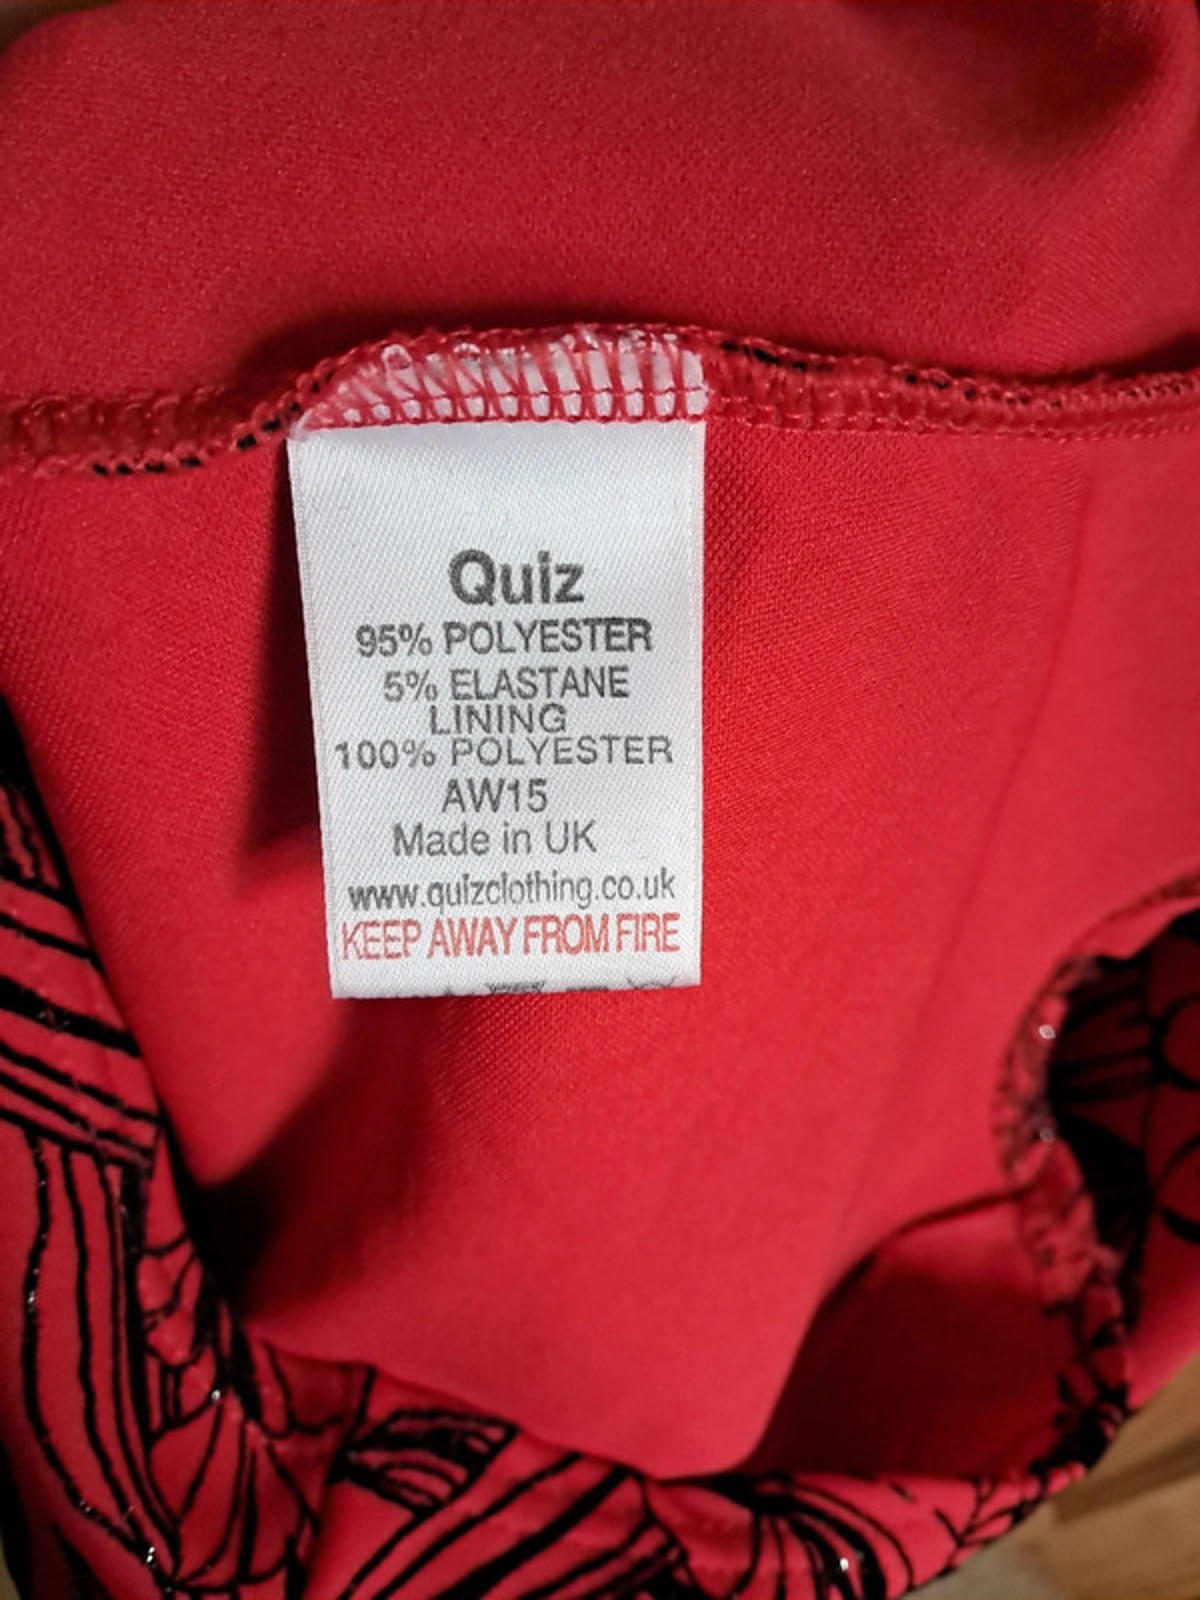 Quiz
95% POLYESTER
5% ELASTANE
LINING
100% POLYESTER
AW15
Made in UK
www.quizclothing.co.uk
KEEP AWAY FROM FIRE